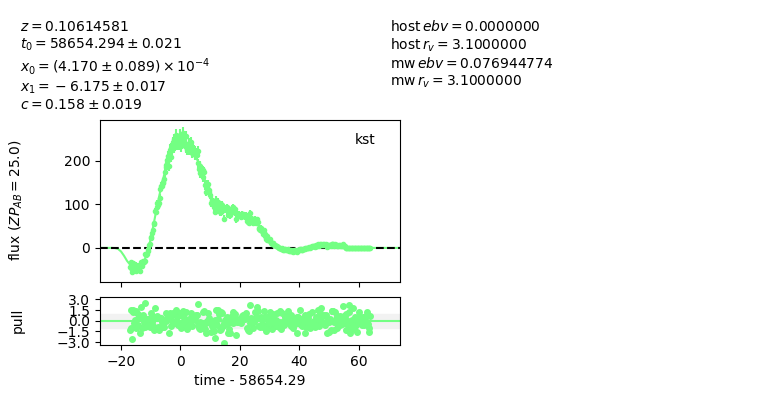 z = 0.10614581
t₀ = 58654.294 ± 0.021
x₀ = (4.170 ± 0.089) × 10⁻⁴
x₁ = −6.175 ± 0.017
c = 0.158 ± 0.019
host ebv = 0.0000000
host r_v = 3.1000000
mw ebv = 0.076944774
mw r_v = 3.1000000
kst
flux (ZP_AB = 25.0)
200
100
0
pull
3.0
1.5
0.0
−1.5
−3.0
−20 0 20 40 60
time - 58654.29